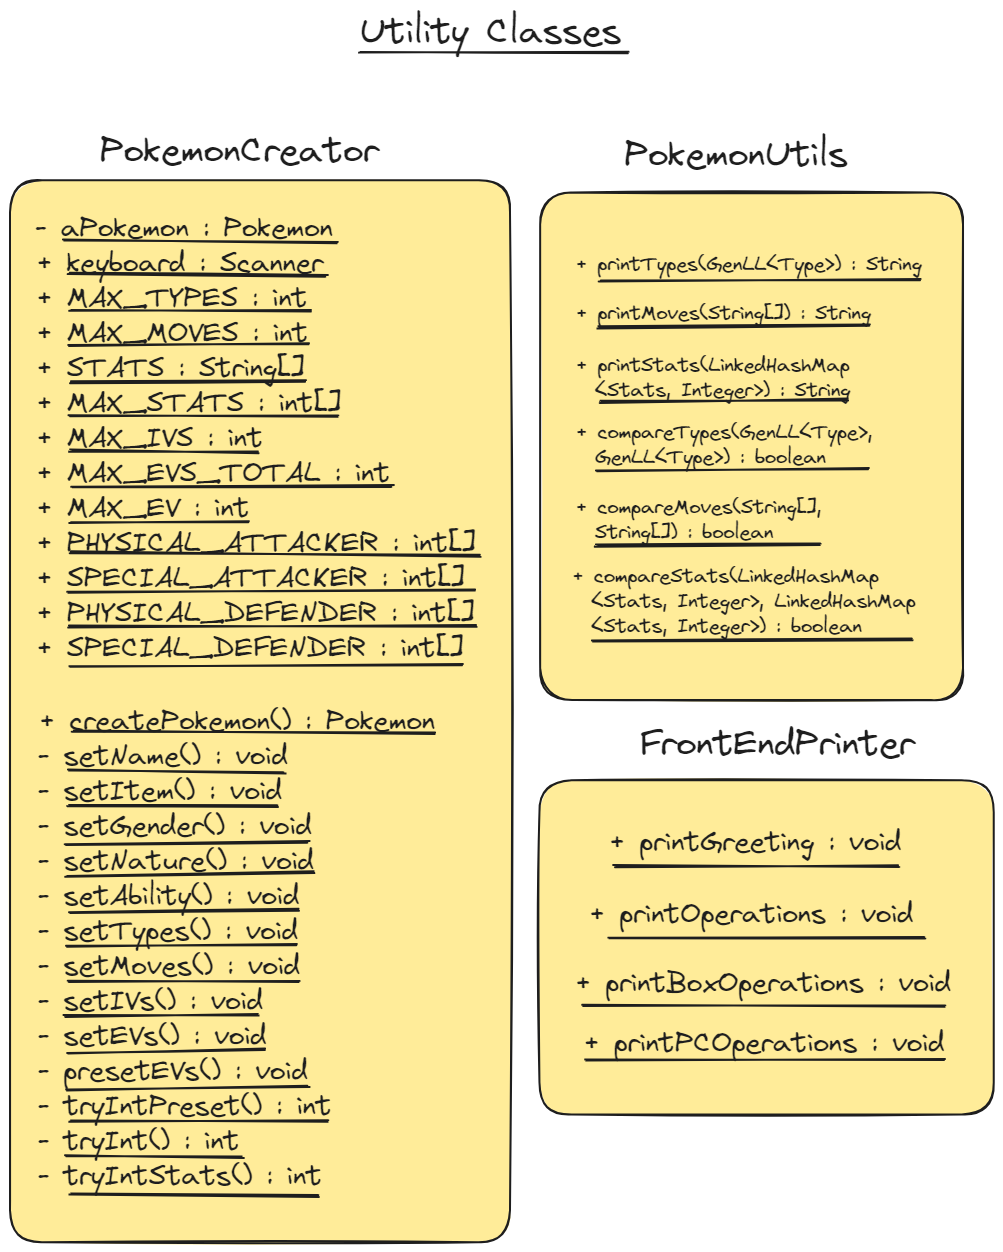 Utility Classes
PokemonCreator
- aPokemon : Pokemon
+ keyboard : Scanner
+ MAX_TYPES : int
+ MAX_MOVES : int
+ STATS : String[]
+ MAX_STATS : int[]
+ MAX_IVS : int
+ MAX_EVS_TOTAL : int
+ MAX_EV : int
+ PHYSICAL_ATTACKER : int[]
+ SPECIAL_ATTACKER : int[]
+ PHYSICAL_DEFENDER : int[]
+ SPECIAL_DEFENDER : int[]
+ createPokemon() : Pokemon
- setName() : void
- setItem() : void
- setGender() : void
- setNature() : void
- setAbility() : void
- setTypes() : void
- setMoves() : void
- setIVs() : void
- setEVs() : void
- presetEVs() : void
- tryIntPreset() : int
- tryInt() : int
- tryIntStats() : int
PokemonUtils
+ printTypes(GenLL<Type>) : String
+ printMoves(String[]) : String
+ printStats(LinkedHashMap
<Stats, Integer>) : String
+ compareTypes(GenLL<Type>,
GenLL<Type>) : boolean
+ compareMoves(String[],
String[]) : boolean
+ compareStats(LinkedHashMap
<Stats, Integer>, LinkedHashMap
<Stats, Integer>) : boolean
FrontEndPrinter
+ printGreeting : void
+ printOperations : void
+ printBoxOperations : void
+ printPCOperations : void